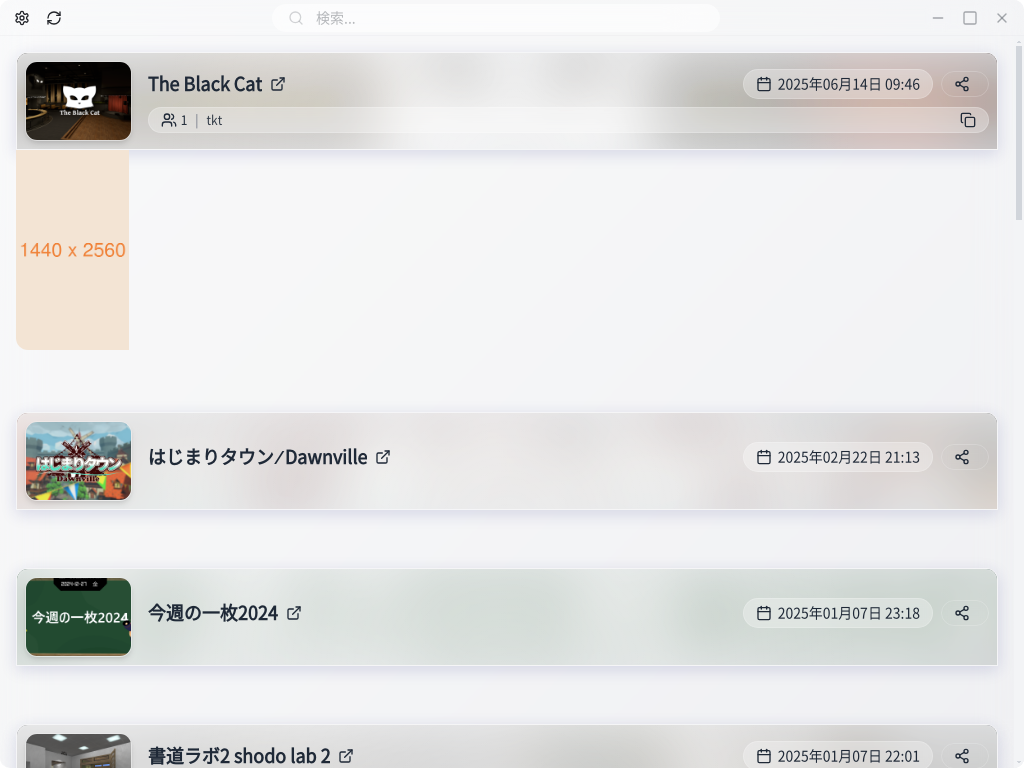 検索...
The Black Cat
2025年06月14日 09:46
The Black Cat
1 | tkt
1440 x 2560
はじまりタウン
Dawnville
はじまりタウン/Dawnville
2025年02月22日 21:13
今週の一枚2024
今週の一枚2024
2025年01月07日 23:18
書道ラボ2 shodo lab 2
2025年01月07日 22:01